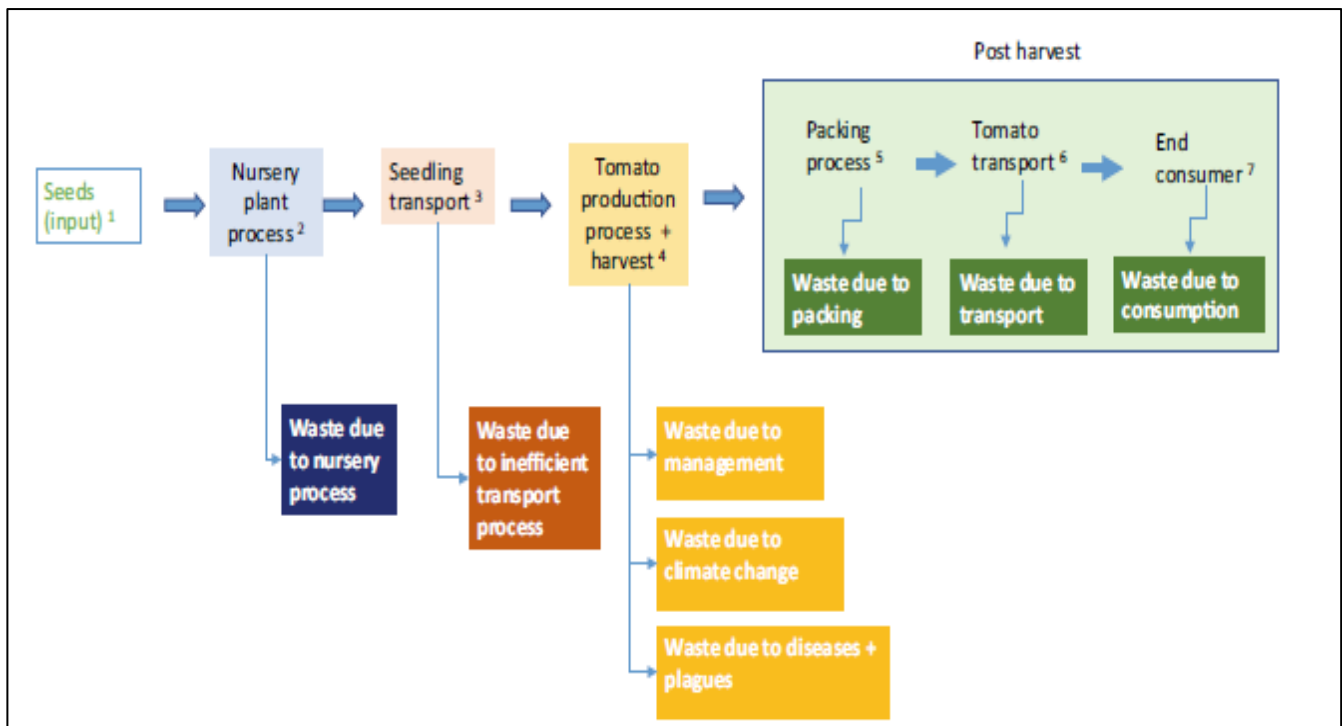 Post harvest
Seeds
(input) 1
Nursery
plant
process 2
Seedling
transport 3
Tomato
production
process +
harvest 4
Packing
process 5
Tomato
transport 6
End
consumer 7
Waste due to
packing
Waste due to
transport
Waste due to
consumption
Waste due
to nursery
process
Waste due
to inefficient
transport
process
Waste due to
management
Waste due to
climate change
Waste due to diseases +
plagues